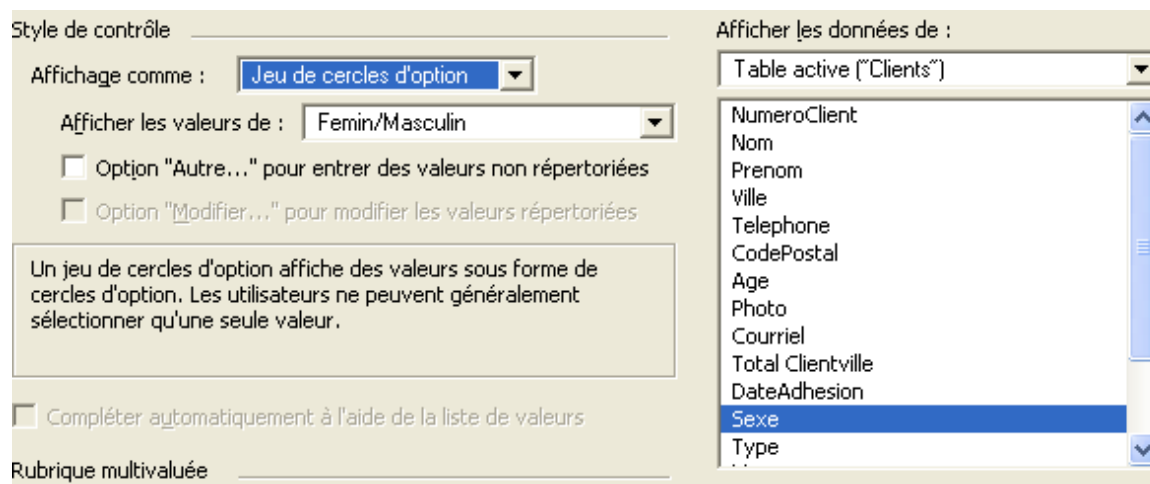 Style de contrôle
Affichage comme :
Jeu de cercles d'option
Afficher les valeurs de :
Femin/Masculin
Option "Autre..." pour entrer des valeurs non répertoriées
Option "Modifier..." pour modifier les valeurs répertoriées
Un jeu de cercles d'option affiche des valeurs sous forme de
cercles d'option. Les utilisateurs ne peuvent généralement
sélectionner qu'une seule valeur.
Compléter automatiquement à l'aide de la liste de valeurs
Rubrique multivaluée
Afficher les données de :
Table active ("Clients")
NumeroClient
Nom
Prenom
Ville
Telephone
CodePostal
Age
Photo
Courriel
Total Clientville
DateAdhesion
Sexe
Type